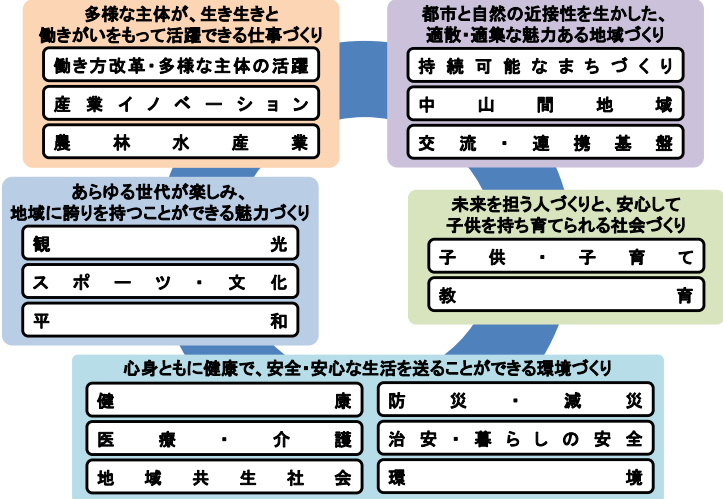 多様な主体が、生き生きと
働きがいをもって活躍できる仕事づくり
働き方改革・多様な主体の活躍
産業イノベーション
農林水産業
都市と自然の近接性を生かした、
適散・適集な魅力ある地域づくり
持続可能なまちづくり
中山間地域
交流・連携基盤
あらゆる世代が楽しみ、
地域に誇りを持つことができる魅力づくり
観光
スポーツ・文化
平和
未来を担う人づくりと、安心して
子供を持ち育てられる社会づくり
子供・子育て
教育
心身ともに健康で、安全・安心な生活を送ることができる環境づくり
健康
医療・介護
地域共生社会
防災・減災
治安・暮らしの安全
環境